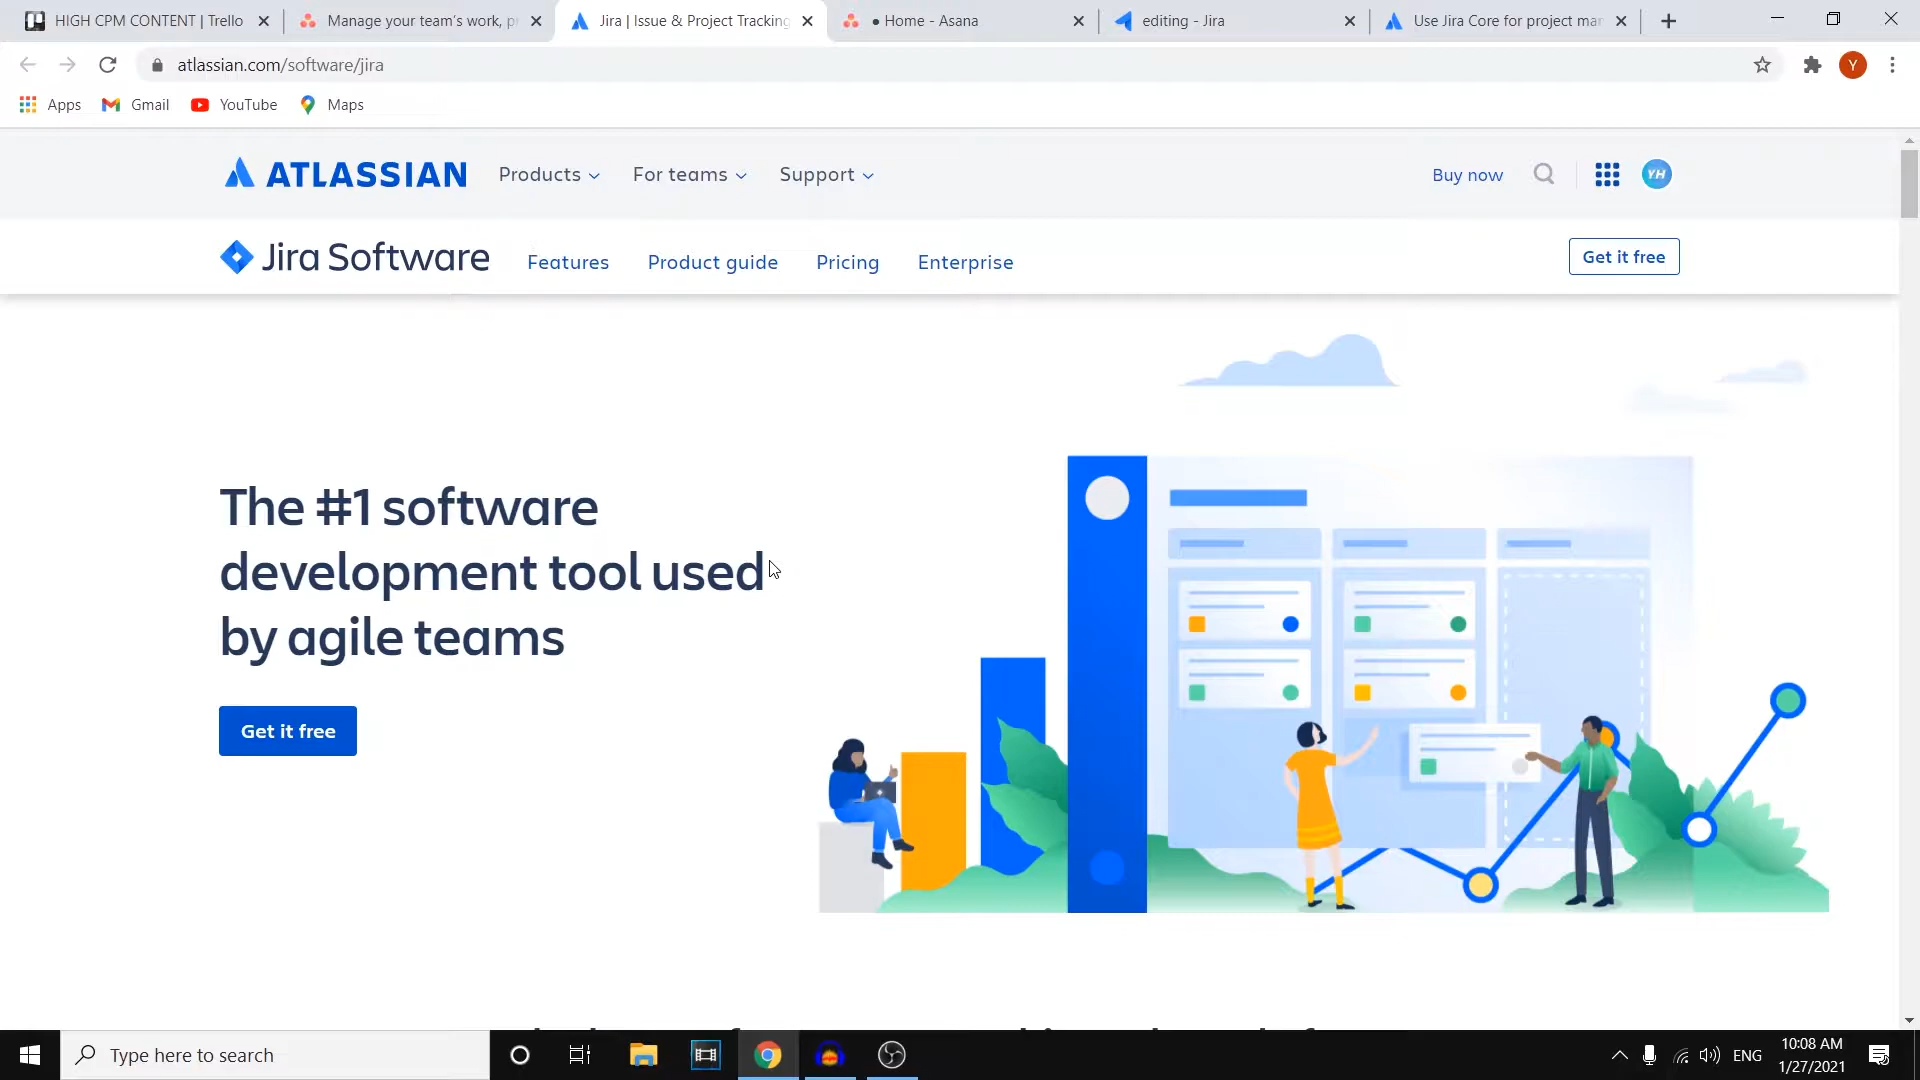 HIGH CPM CONTENT | Trello
Manage your team's work, p
Jira | Issue & Project Tracking
● Home - Asana
editing - Jira
Use Jira Core for project ma
atlassian.com/software/jira
Y
Apps
Gmail
YouTube
Maps
ATLASSIAN
Products
For teams
Support
Buy now
YH
Jira Software
Features
Product guide
Pricing
Enterprise
Get it free
The #1 software
development tool used
by agile teams
Get it free
Type here to search
ENG
10:08 AM
1/27/2021